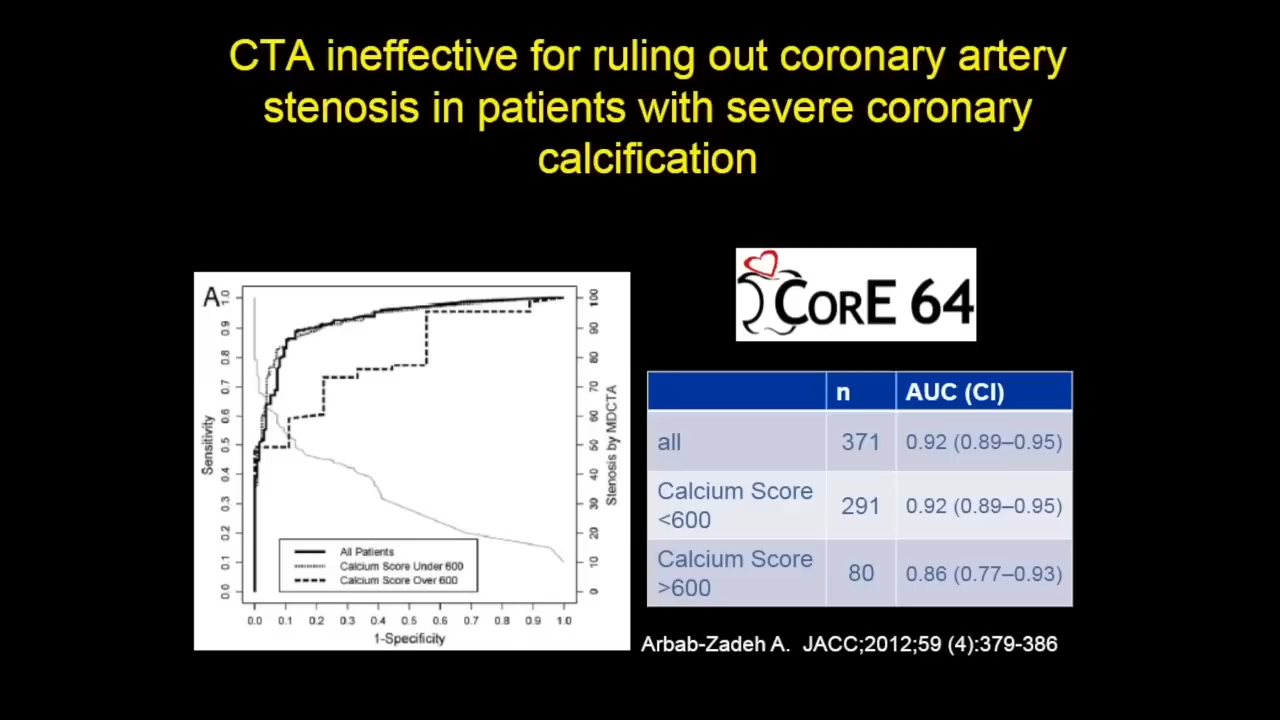 CTA ineffective for ruling out coronary artery
stenosis in patients with severe coronary
calcification
A
1.0
0.9
0.8
0.7
0.6
0.5
0.4
0.3
0.2
0.1
0.0
Sensitivity
100
90
80
70
60
50
40
30
20
10
0
Stenosis by MDCTA
All Patients
Calcium Score Under 600
Calcium Score Over 600
0.0 0.1 0.2 0.3 0.4 0.5 0.6 0.7 0.8 0.9 1.0
1-Specificity
CORE 64
n AUC (CI)
all 371 0.92 (0.89–0.95)
Calcium Score
<600 291 0.92 (0.89–0.95)
Calcium Score
>600 80 0.86 (0.77–0.93)
Arbab-Zadeh A. JACC;2012;59 (4):379-386